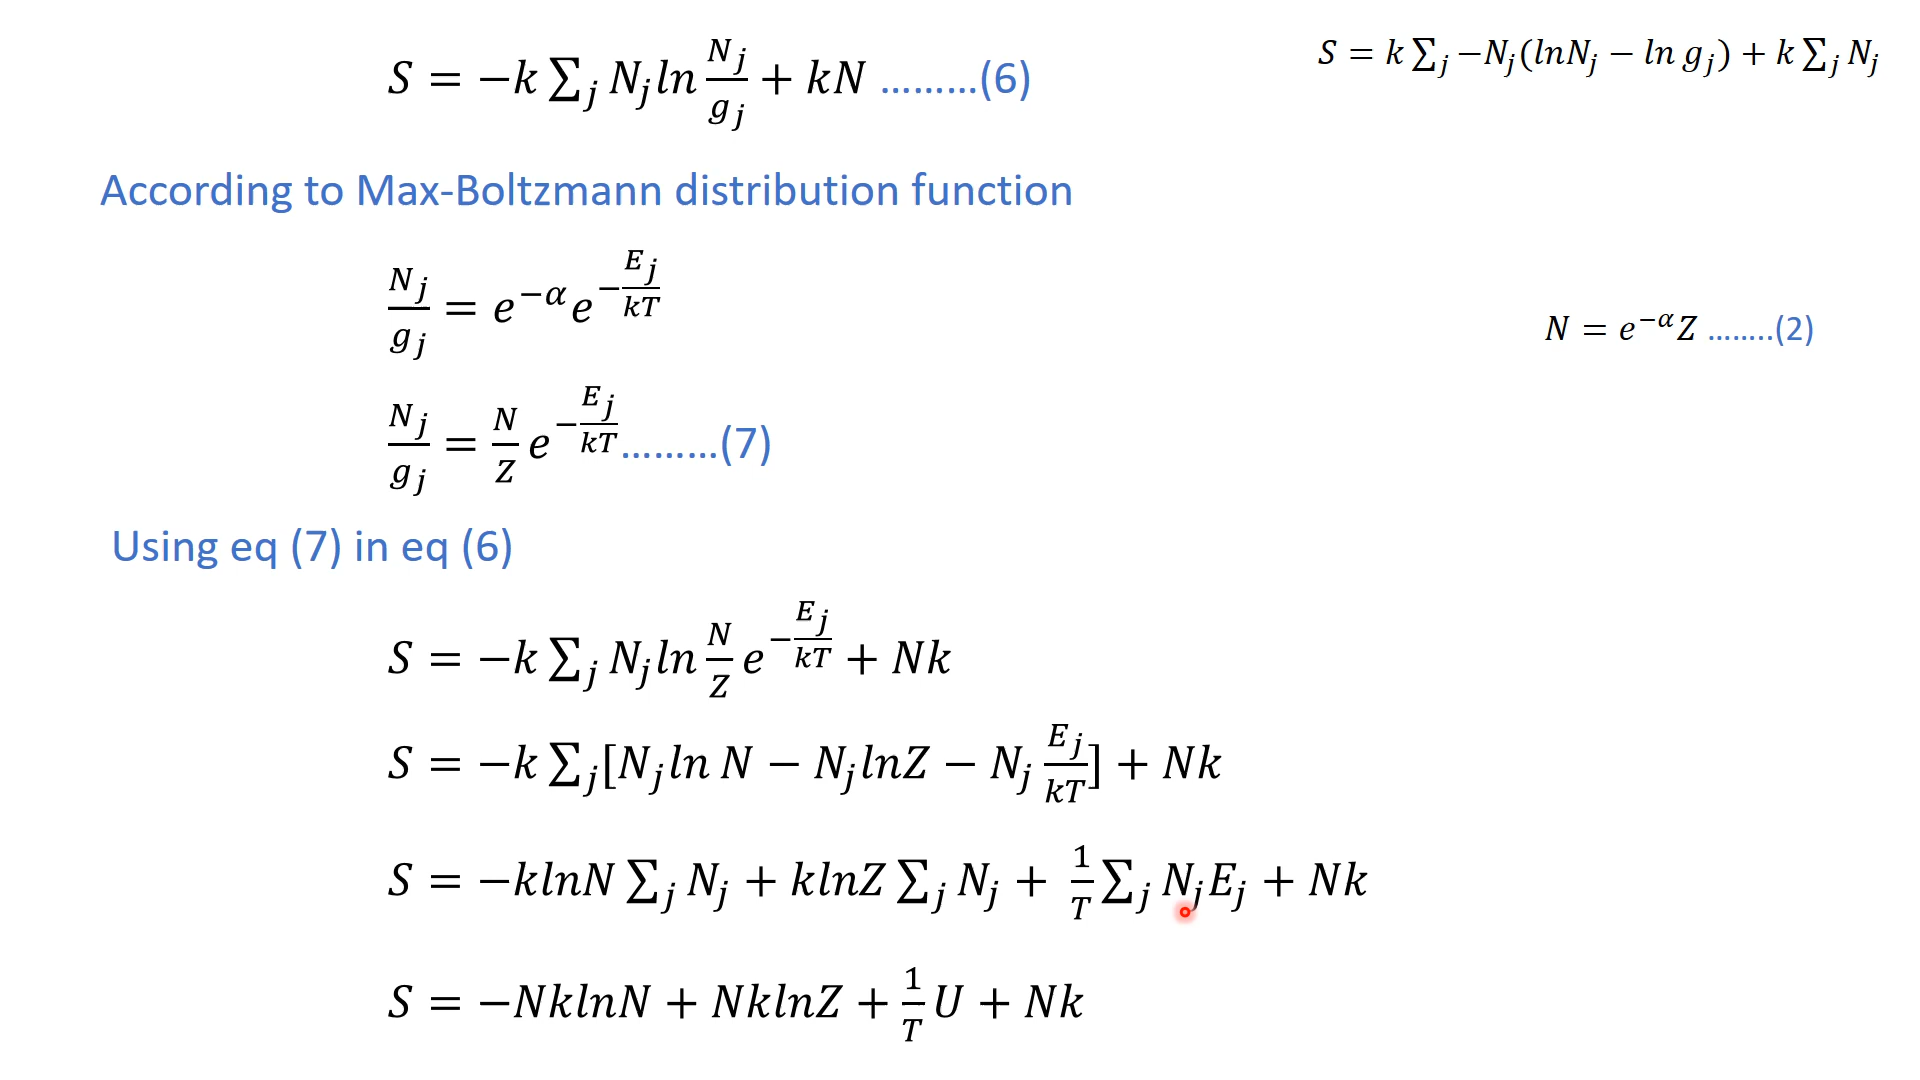 S = −k ∑_j N_j ln N_j/g_j + kN ………(6)
S = k ∑_j −N_j(lnN_j − ln g_j) + k ∑_j N_j
According to Max-Boltzmann distribution function
N_j/g_j = e^{−α} e^{−E_j/kT}
N = e^{−α}Z ……..(2)
N_j/g_j = N/Z e^{−E_j/kT} ………(7)
Using eq (7) in eq (6)
S = −k ∑_j N_j ln N/Z e^{−E_j/kT} + Nk
S = −k ∑_j[N_j ln N − N_j lnZ − N_j E_j/kT] + Nk
S = −klnN ∑_j N_j + klnZ ∑_j N_j + 1/T ∑_j N_jE_j + Nk
S = −NklnN + NklnZ + 1/T U + Nk